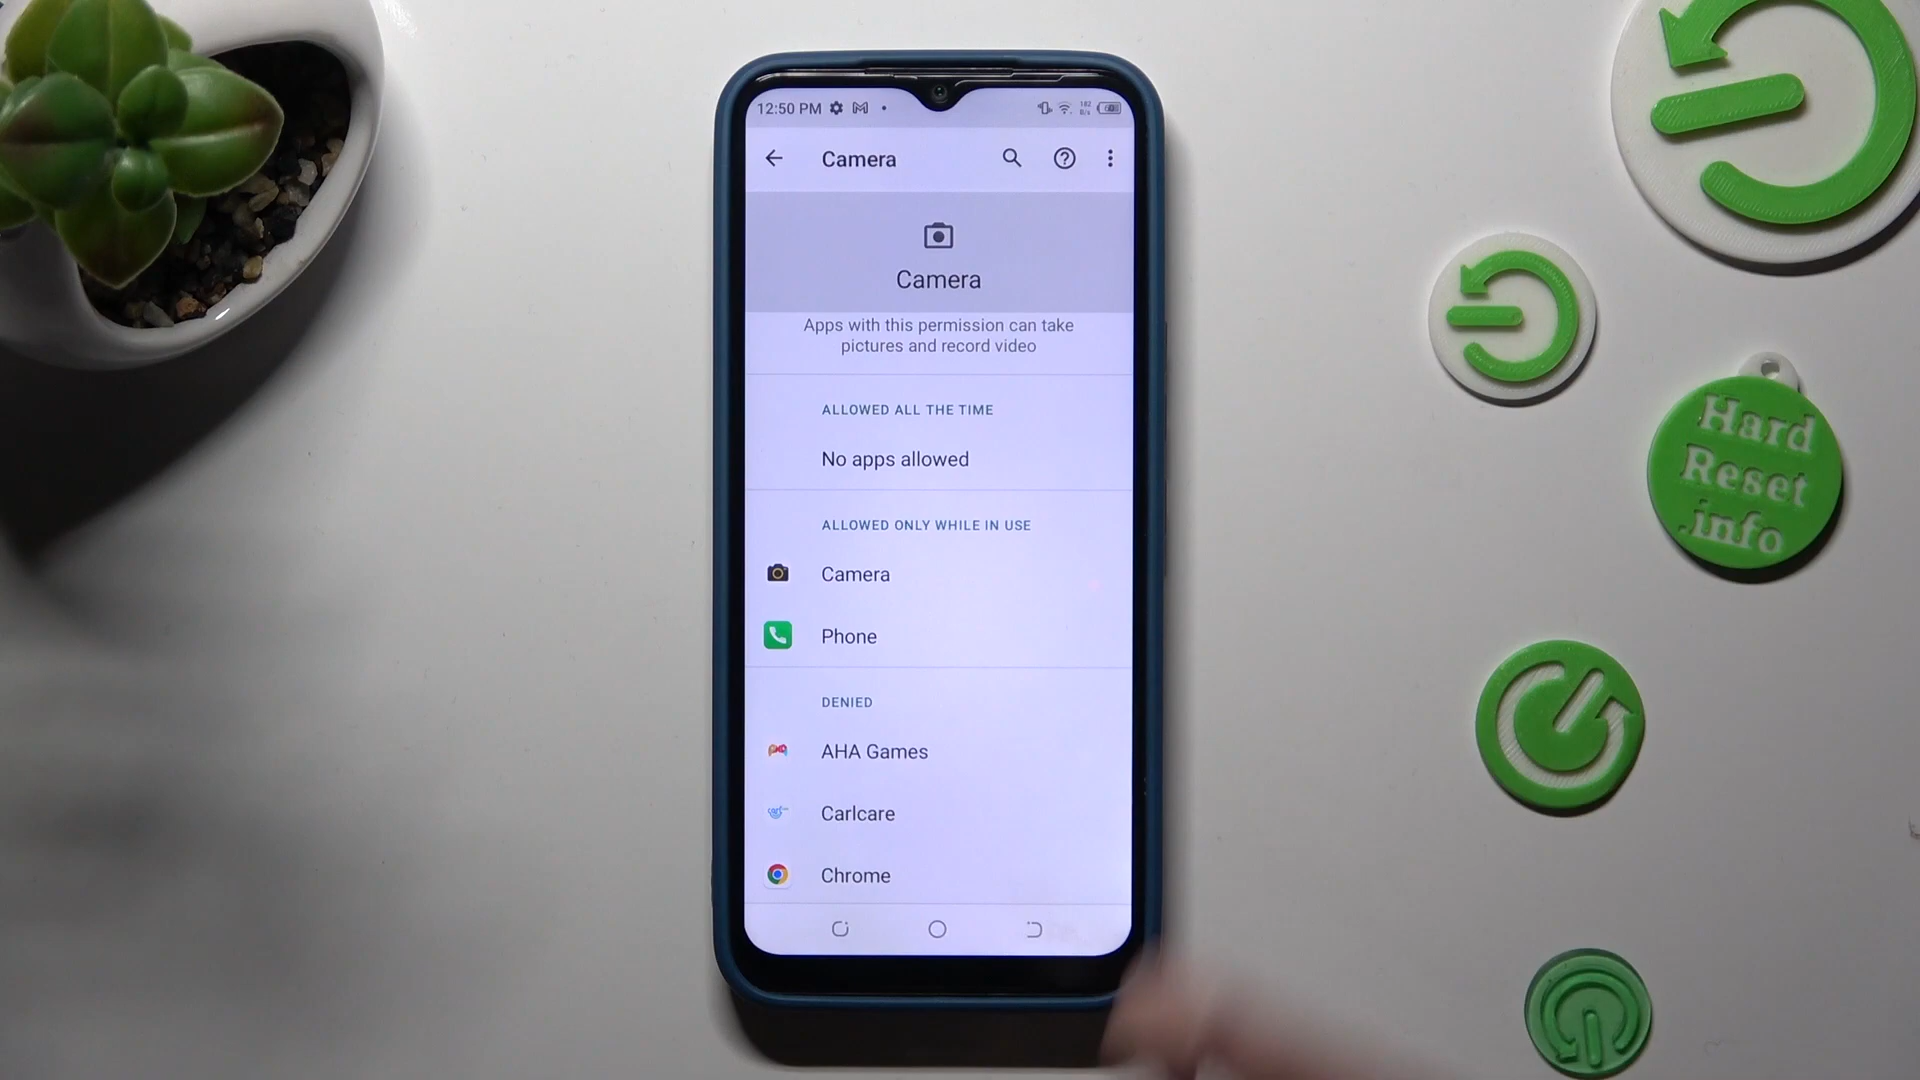 12:50 PM
182
B/s
Camera
Camera
Apps with this permission can take
pictures and record video
ALLOWED ALL THE TIME
No apps allowed
ALLOWED ONLY WHILE IN USE
Camera
Phone
DENIED
AHA Games
Carlcare
Chrome
Hard
Reset
.info